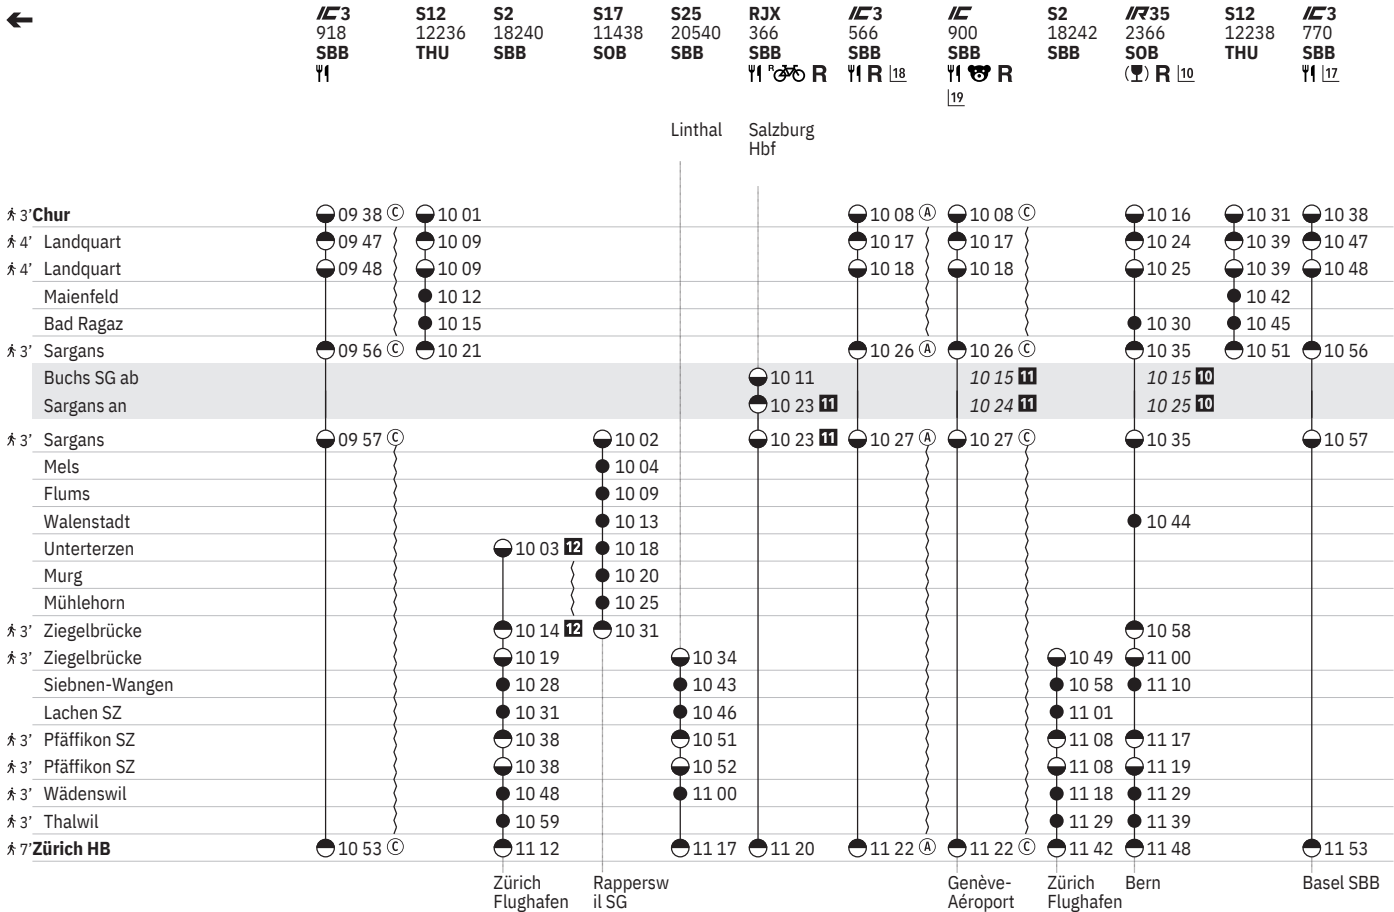 IC3 S12 S2 S17 S25 RJX IC3 IC S2 IR35 S12 IC3
918 12236 18240 11438 20540 366 566 900 18242 2366 12238 770
SBB THU SBB SOB SBB SBB SBB SBB SBB SOB THU SBB
R R R 18 R R 10 17
19
Linthal Salzburg
Hbf
3’ Chur 09 38 C 10 01 10 08 A 10 08 C 10 16 10 31 10 38
4’ Landquart 09 47 10 09 10 17 10 17 10 24 10 39 10 47
4’ Landquart 09 48 10 09 10 18 10 18 10 25 10 39 10 48
Maienfeld 10 12 10 42
Bad Ragaz 10 15 10 30 10 45
3’ Sargans 09 56 C 10 21 10 26 A 10 26 C 10 35 10 51 10 56
Buchs SG ab 10 11 10 15 11 10 15 10
Sargans an 10 23 11 10 24 11 10 25 10
3’ Sargans 09 57 C 10 02 10 23 11 10 27 A 10 27 C 10 35 10 57
Mels 10 04
Flums 10 09
Walenstadt 10 13 10 44
Unterterzen 10 03 12 10 18
Murg 10 20
Mühlehorn 10 25
3’ Ziegelbrücke 10 14 12 10 31 10 58
3’ Ziegelbrücke 10 19 10 34 10 49 11 00
Siebnen-Wangen 10 28 10 43 10 58 11 10
Lachen SZ 10 31 10 46 11 01
3’ Pfäffikon SZ 10 38 10 51 11 08 11 17
3’ Pfäffikon SZ 10 38 10 52 11 08 11 19
3’ Wädenswil 10 48 11 00 11 18 11 29
3’ Thalwil 10 59 11 29 11 39
7’ Zürich HB 10 53 C 11 12 11 17 11 20 11 22 A 11 22 C 11 42 11 48 11 53
Zürich Rappersw Genève- Zürich Bern Basel SBB
Flughafen il SG Aéroport Flughafen